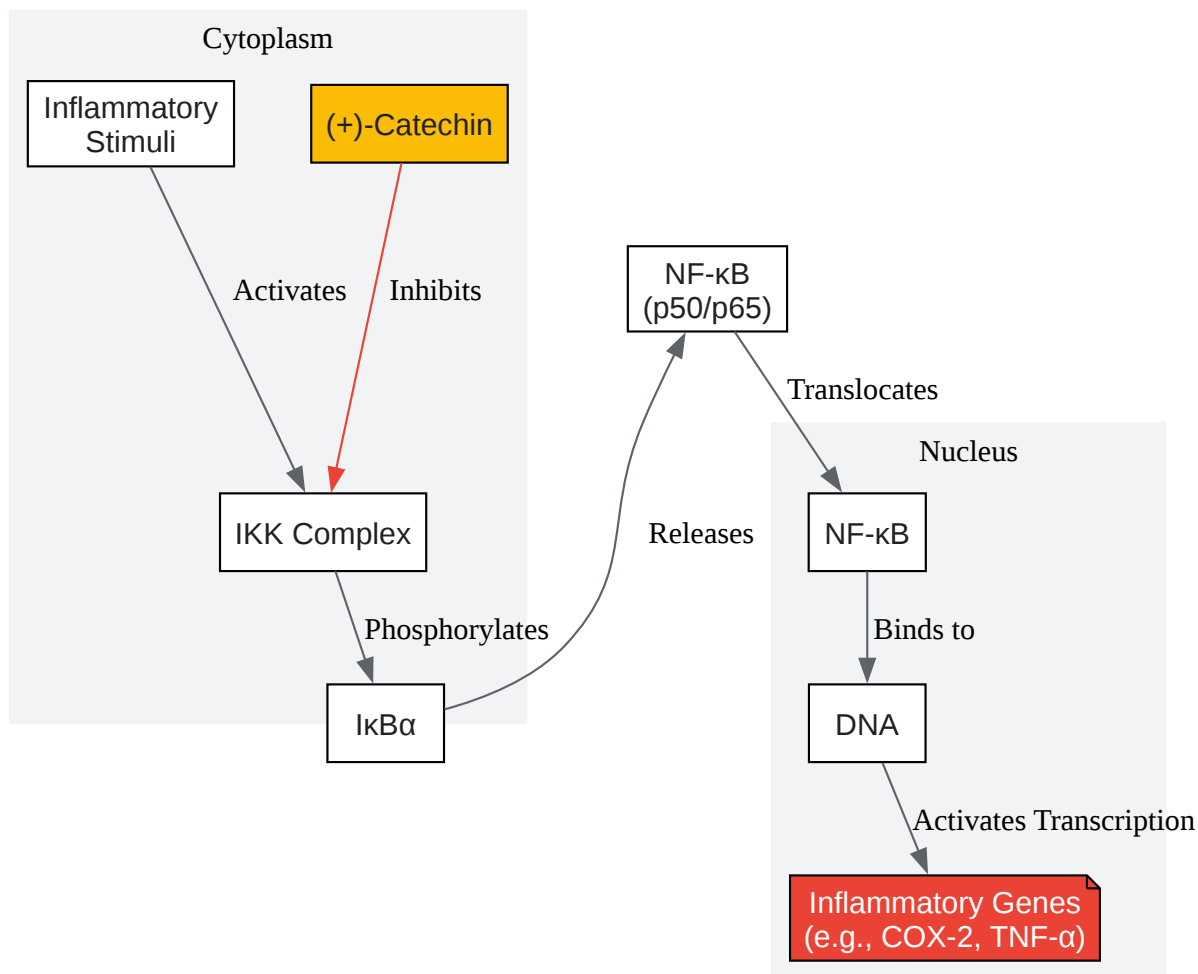 Cytoplasm
Inflammatory
Stimuli
(+)-Catechin
Activates
Inhibits
NF-κB
(p50/p65)
Translocates
Nucleus
IKK Complex
NF-κB
Releases
Phosphorylates
Binds to
IκBα
DNA
Activates Transcription
Inflammatory Genes
(e.g., COX-2, TNF-α)